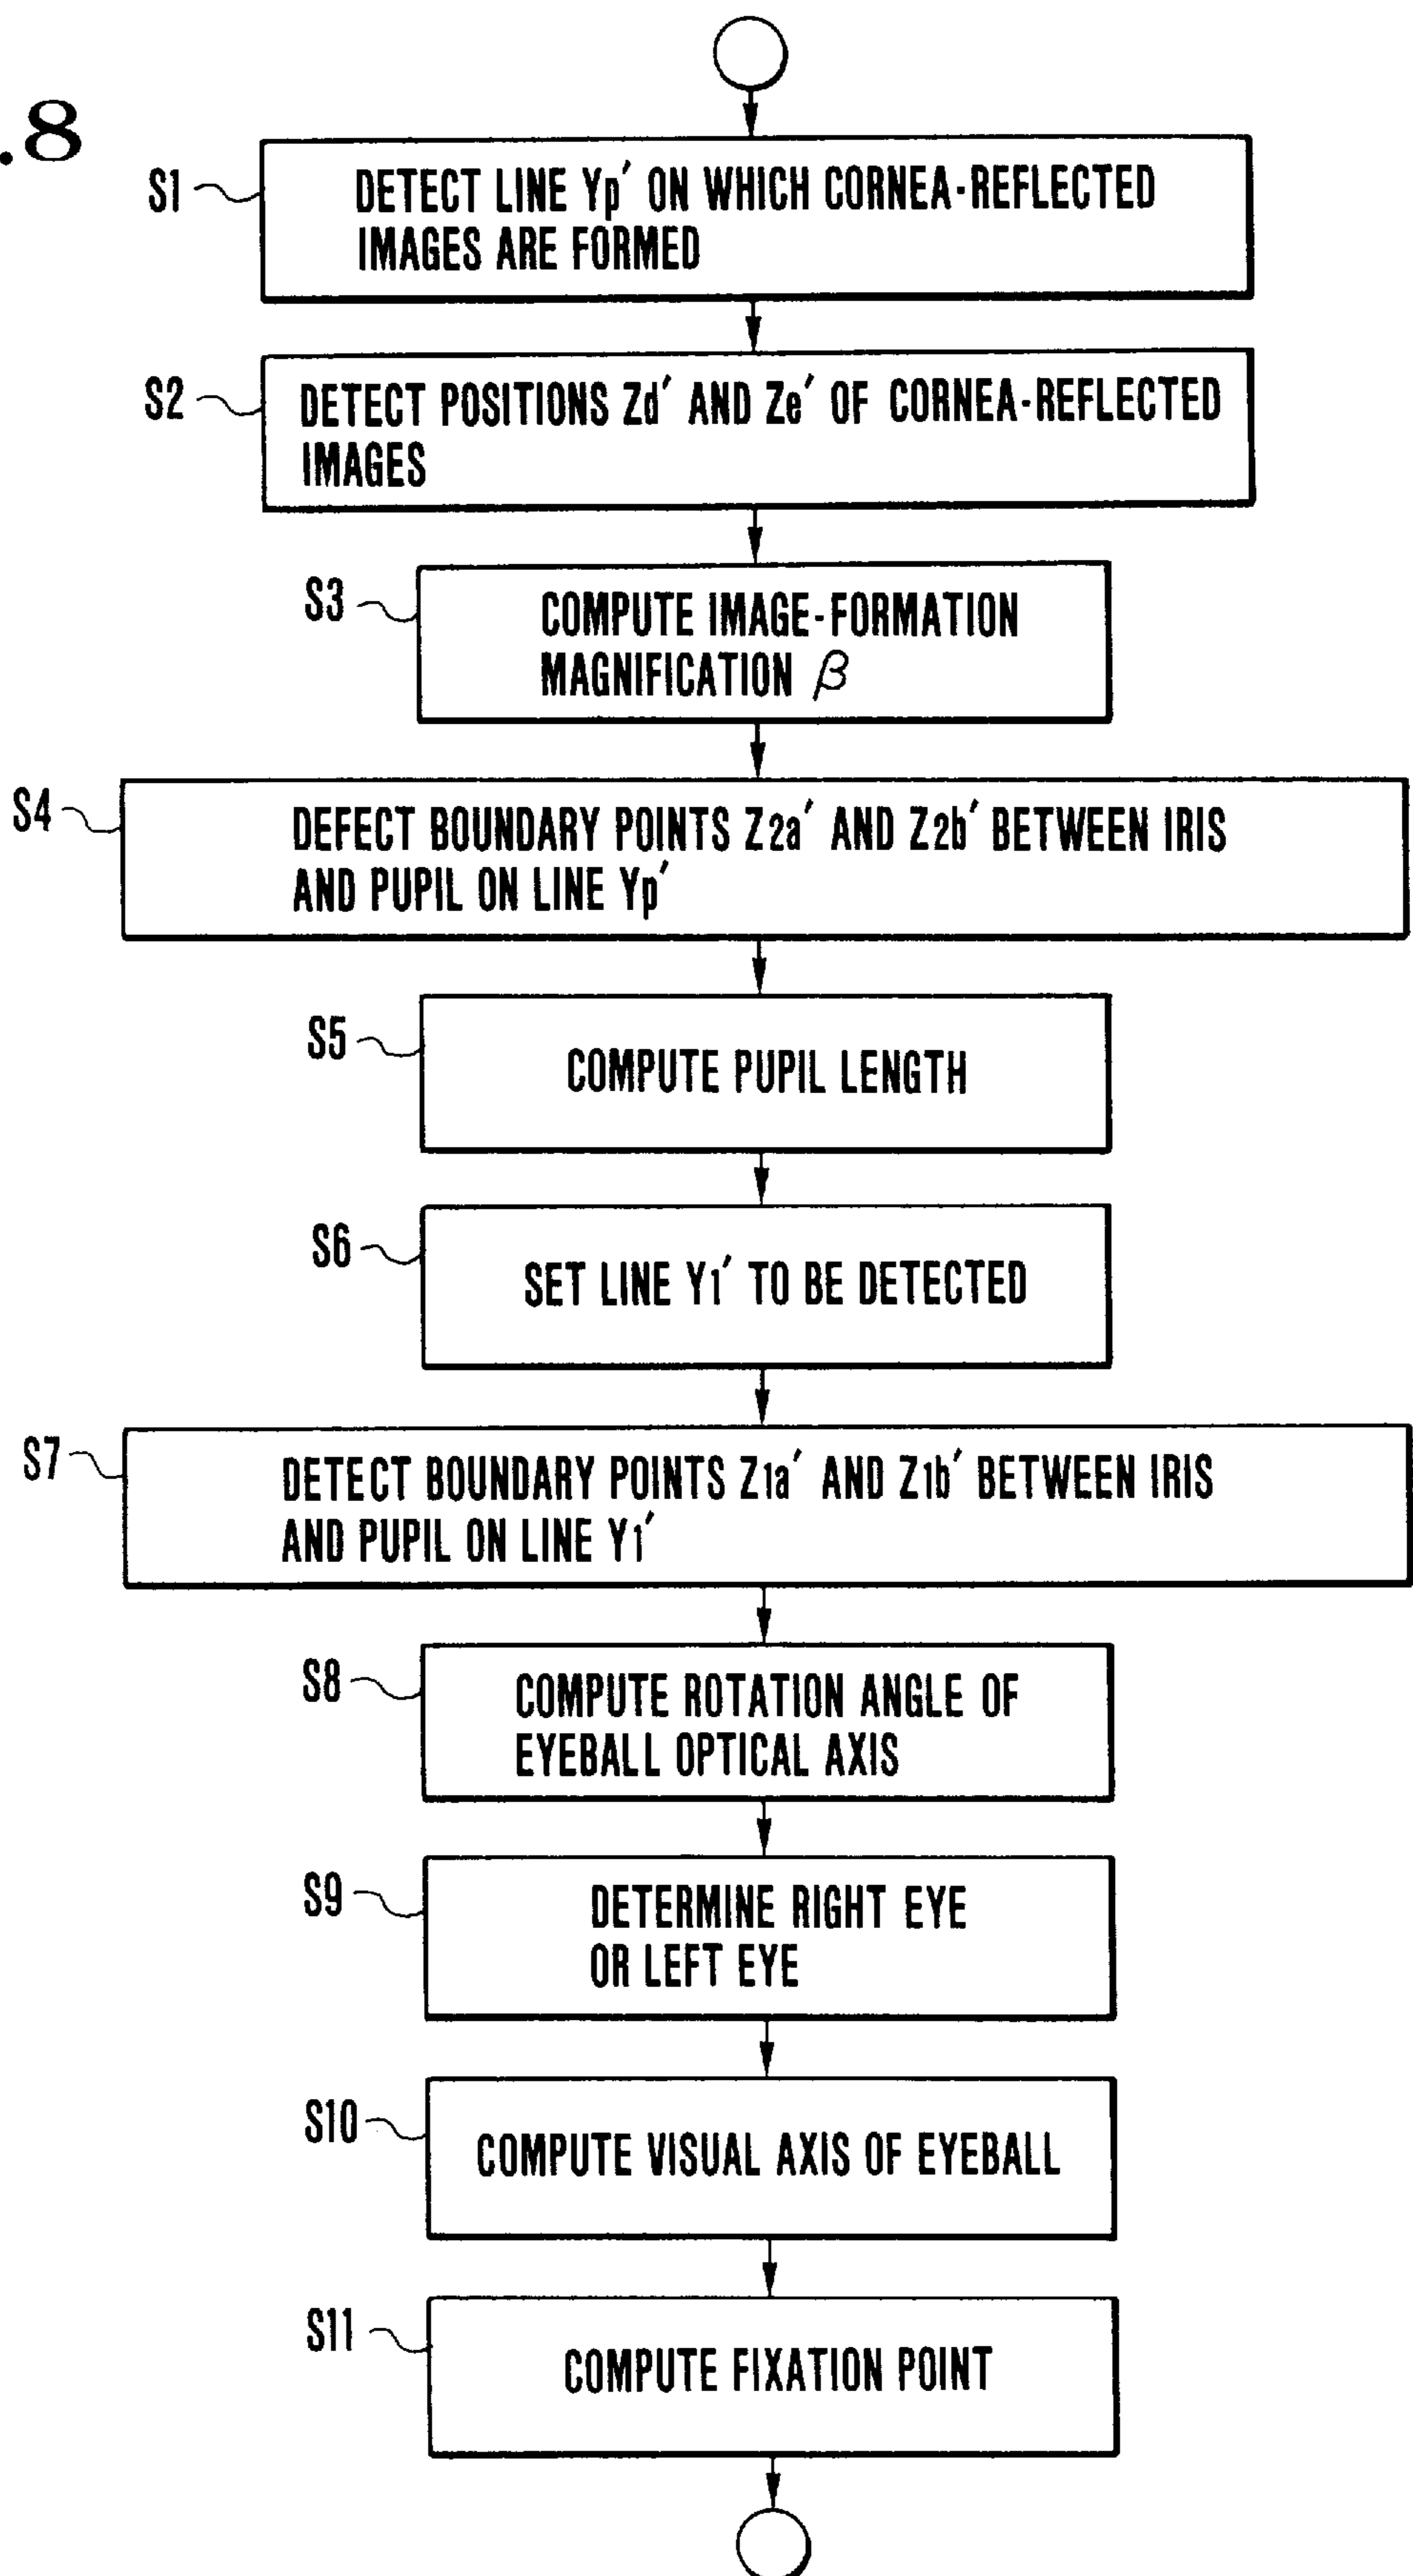 .8
S1
DETECT LINE Yp′ ON WHICH CORNEA-REFLECTED
IMAGES ARE FORMED
S2
DETECT POSITIONS Zd′ AND Ze′ OF CORNEA-REFLECTED
IMAGES
S3
COMPUTE IMAGE-FORMATION
MAGNIFICATION β
S4
DEFECT BOUNDARY POINTS Z2a′ AND Z2b′ BETWEEN IRIS
AND PUPIL ON LINE Yp′
S5
COMPUTE PUPIL LENGTH
S6
SET LINE Y1′ TO BE DETECTED
S7
DETECT BOUNDARY POINTS Z1a′ AND Z1b′ BETWEEN IRIS
AND PUPIL ON LINE Y1′
S8
COMPUTE ROTATION ANGLE OF
EYEBALL OPTICAL AXIS
S9
DETERMINE RIGHT EYE
OR LEFT EYE
S10
COMPUTE VISUAL AXIS OF EYEBALL
S11
COMPUTE FIXATION POINT